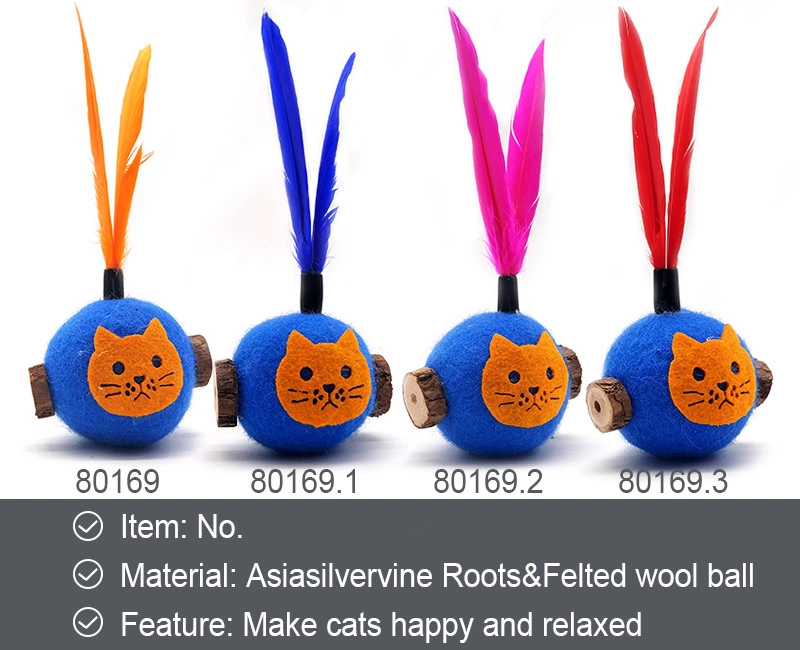 80169 80169.1 80169.2 80169.3
Item: No.
Material: Asiasilvervine Roots&Felted wool ball
Feature: Make cats happy and relaxed